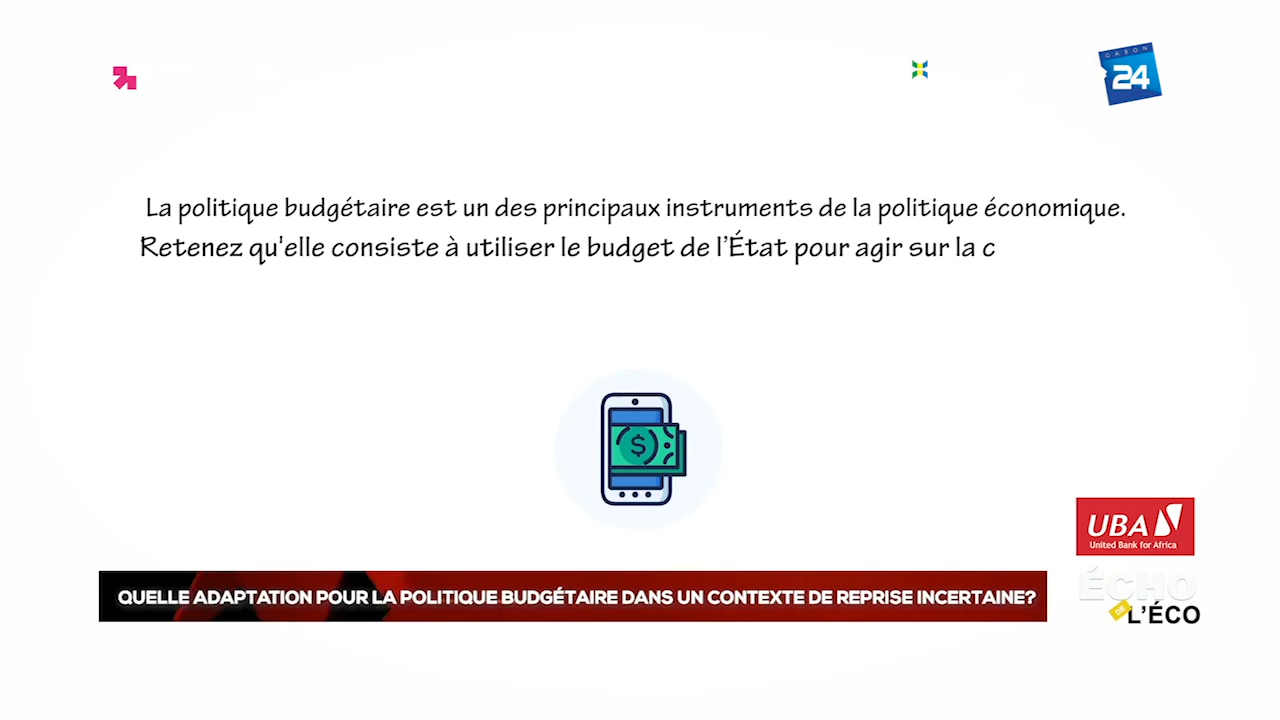 GABON
24
La politique budgétaire est un des principaux instruments de la politique économique.
Retenez qu'elle consiste à utiliser le budget de l'État pour agir sur la c
$
UBA
United Bank for Africa
QUELLE ADAPTATION POUR LA POLITIQUE BUDGÉTAIRE DANS UN CONTEXTE DE REPRISE INCERTAINE?
ÉCHO
DE L'ÉCO